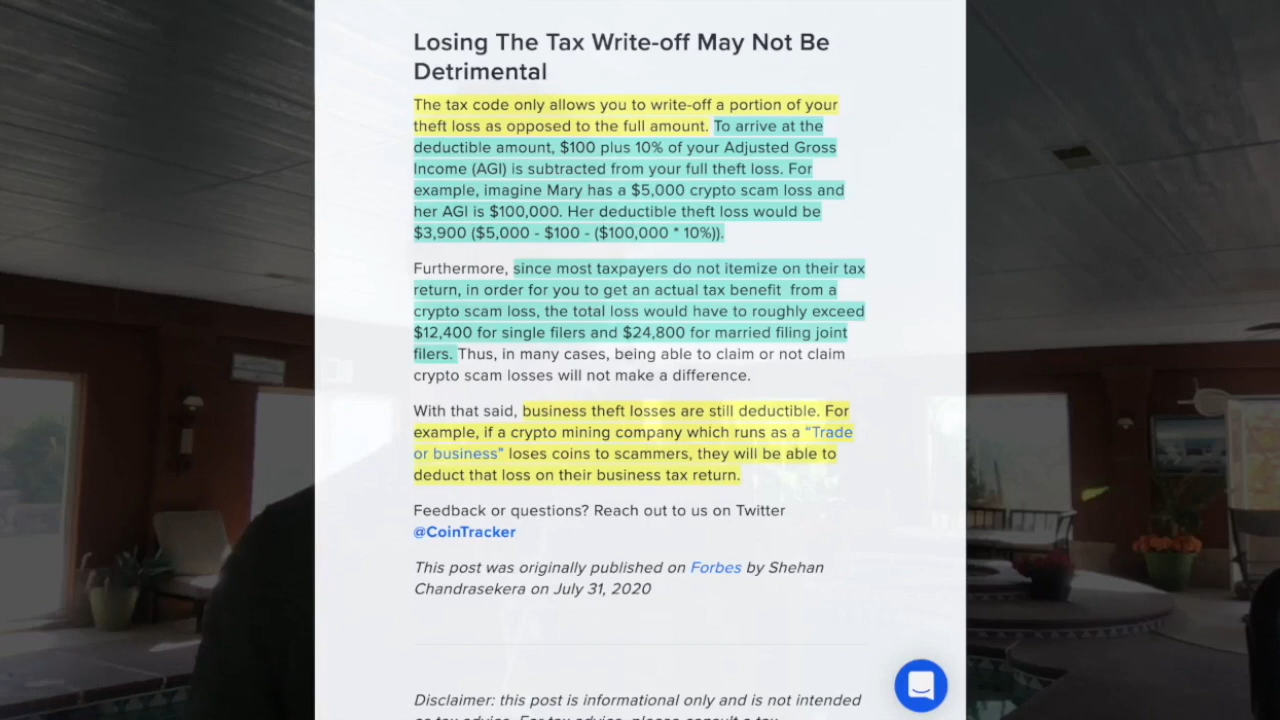 Losing The Tax Write-off May Not Be
Detrimental
The tax code only allows you to write-off a portion of your
theft loss as opposed to the full amount. To arrive at the
deductible amount, $100 plus 10% of your Adjusted Gross
Income (AGI) is subtracted from your full theft loss. For
example, imagine Mary has a $5,000 crypto scam loss and
her AGI is $100,000. Her deductible theft loss would be
$3,900 ($5,000 - $100 - ($100,000 * 10%)).
Furthermore, since most taxpayers do not itemize on their tax
return, in order for you to get an actual tax benefit from a
crypto scam loss, the total loss would have to roughly exceed
$12,400 for single filers and $24,800 for married filing joint
filers. Thus, in many cases, being able to claim or not claim
crypto scam losses will not make a difference.
With that said, business theft losses are still deductible. For
example, if a crypto mining company which runs as a “Trade
or business” loses coins to scammers, they will be able to
deduct that loss on their business tax return.
Feedback or questions? Reach out to us on Twitter
@CoinTracker
This post was originally published on Forbes by Shehan
Chandrasekera on July 31, 2020
Disclaimer: this post is informational only and is not intended
as tax advice. For tax advice, please consult a tax